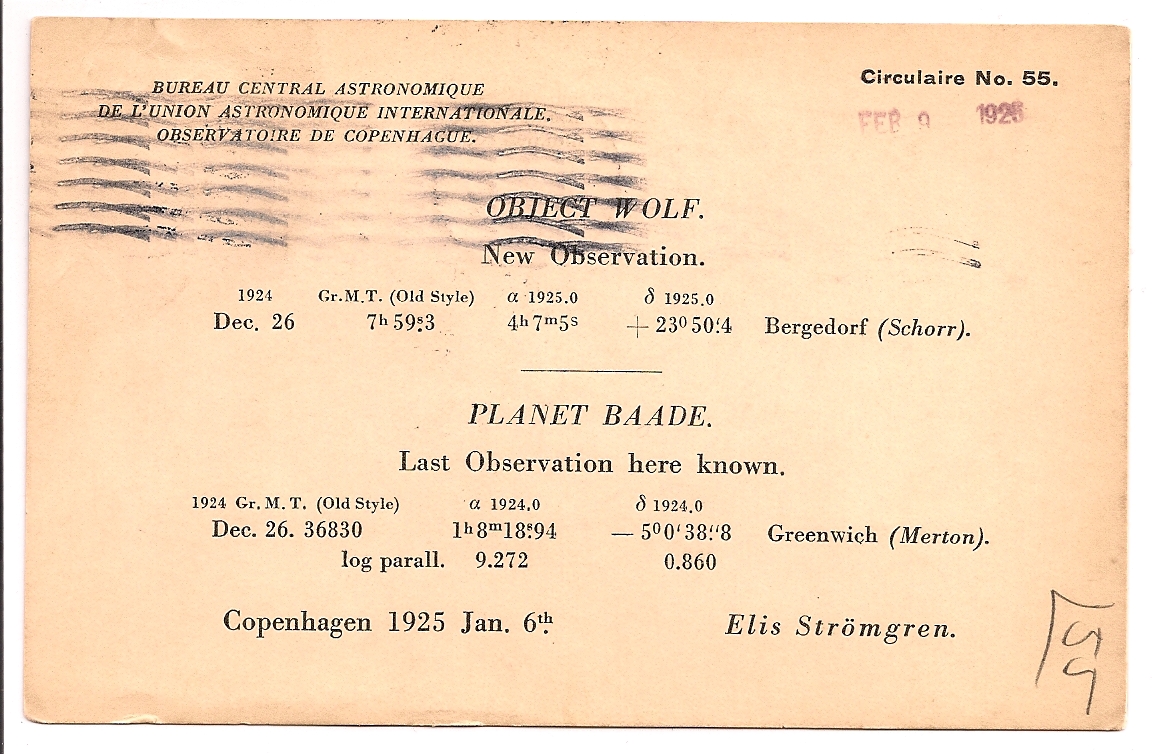 BUREAU CENTRAL ASTRONOMIQUE
DE L'UNION ASTRONOMIQUE INTERNATIONALE.
OBSERVATOIRE DE COPENHAGUE.
Circulaire No. 55.
FEB 9 1925
OBJECT WOLF.
New Observation.
1924 Gr.M.T. (Old Style) α 1925.0 δ 1925.0
Dec. 26 7ʰ 59ˢ.3 4ʰ 7ᵐ 5ˢ + 23⁰ 50'.4 Bergedorf (Schorr).
PLANET BAADE.
Last Observation here known.
1924 Gr. M. T. (Old Style) α 1924.0 δ 1924.0
Dec. 26. 36830 1ʰ 8ᵐ 18ˢ.94 — 5⁰ 0' 38".8 Greenwich (Merton).
log parall. 9.272 0.860
Copenhagen 1925 Jan. 6ᵗʰ.
Elis Strömgren.
55